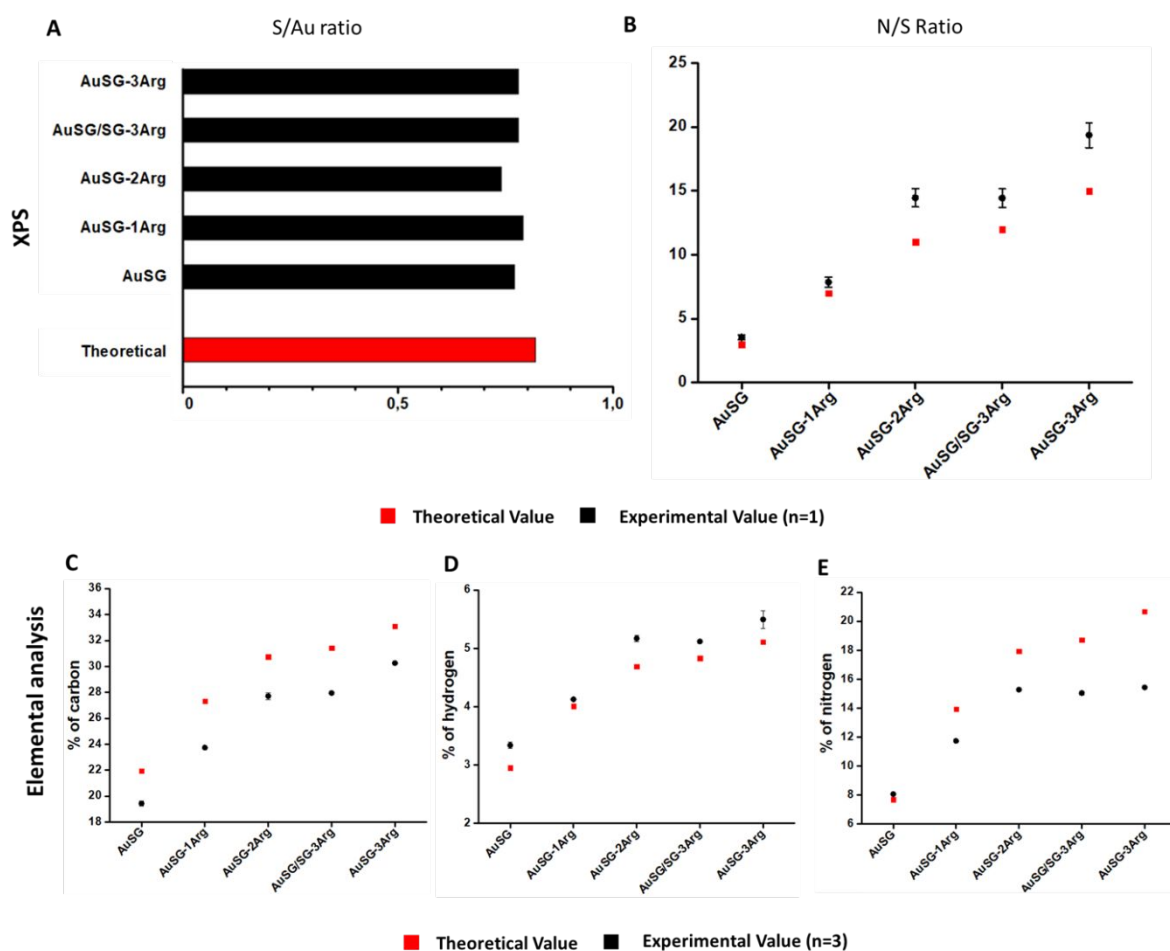 A
S/Au ratio
XPS
AuSG-3Arg
AuSG/SG-3Arg
AuSG-2Arg
AuSG-1Arg
AuSG
Theoretical
0 0,5 1,0
B
N/S Ratio
25
20
15
10
5
0
AuSG AuSG-1Arg AuSG-2Arg AuSG/SG-3Arg AuSG-3Arg
Theoretical Value Experimental Value (n=1)
Elemental analysis
C
% of carbon
36
34
32
30
28
26
24
22
20
18
AuSG AuSG-1Arg AuSG-2Arg AuSG/SG-3Arg AuSG-3Arg
D
% of hydrogen
6
5
4
3
2
AuSG AuSG-1Arg AuSG-2Arg AuSG/SG-3Arg AuSG-3Arg
E
% of nitrogen
22
20
18
16
14
12
10
8
6
AuSG AuSG-1Arg AuSG-2Arg AuSG/SG-3Arg AuSG-3Arg
Theoretical Value Experimental Value (n=3)